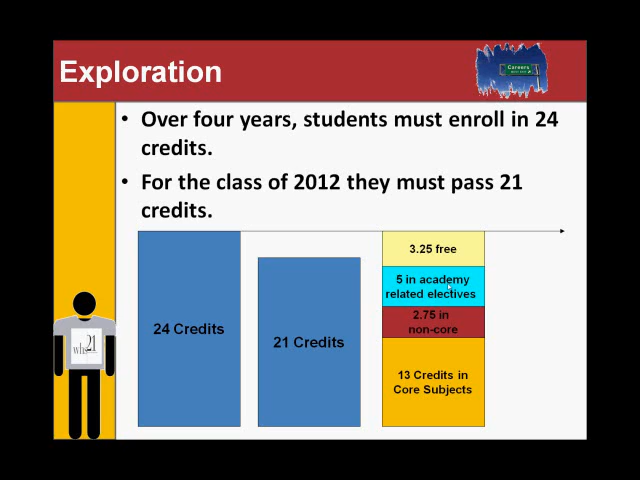 Exploration
Careers
• Over four years, students must enroll in 24
credits.
• For the class of 2012 they must pass 21
credits.
3.25 free
5 in academy
related electives
24 Credits
2.75 in
non-core
21 Credits
whs21
13 Credits in
Core Subjects